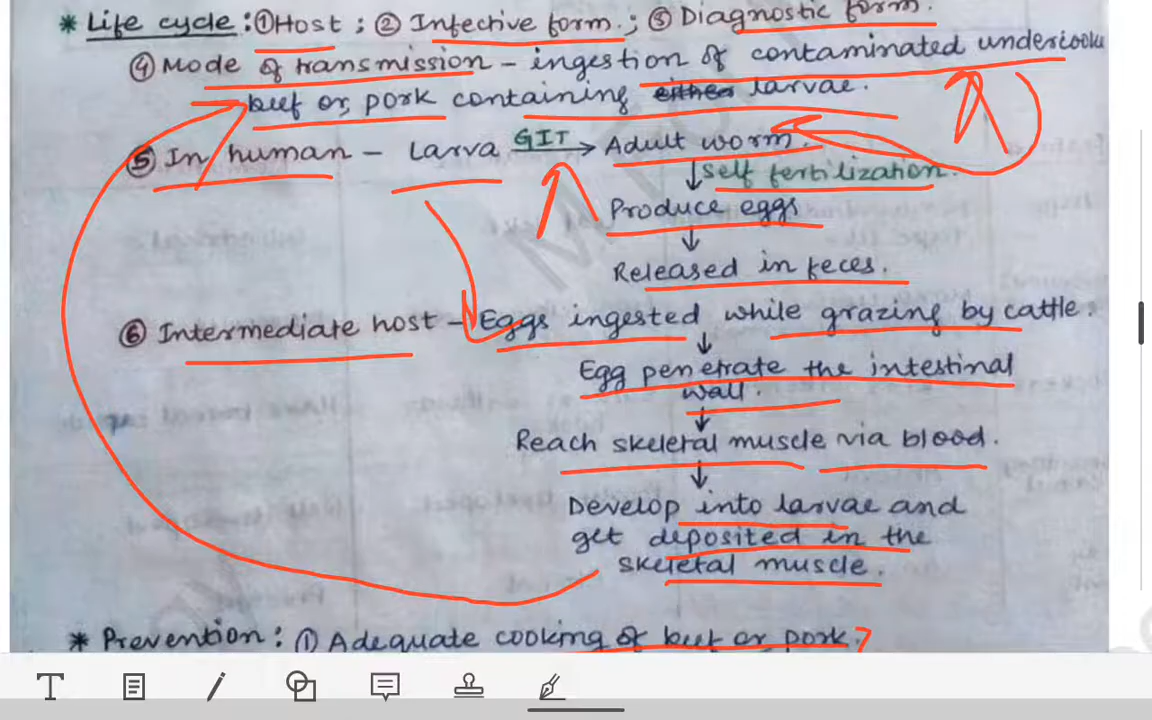 * Life cycle : ① Host ; ② Infective form. ; ③ Diagnostic form.
④ Mode of transmission - ingestion of contaminated undercooke
beef or, pork containing either larvae.
⑤ In human - Larva GIT → Adult worm.
↓ Self fertilization.
Produce eggs
↓
Released in feces.
⑥ Intermediate host - Eggs ingested while grazing by cattle.
↓
Egg penetrate the intestinal
wall.
↓
Reach skeletal muscle via blood.
↓
Develop into larvae and
get deposited in the
skeletal muscle.
* Prevention : ① Adequate cooking of beef or pork.